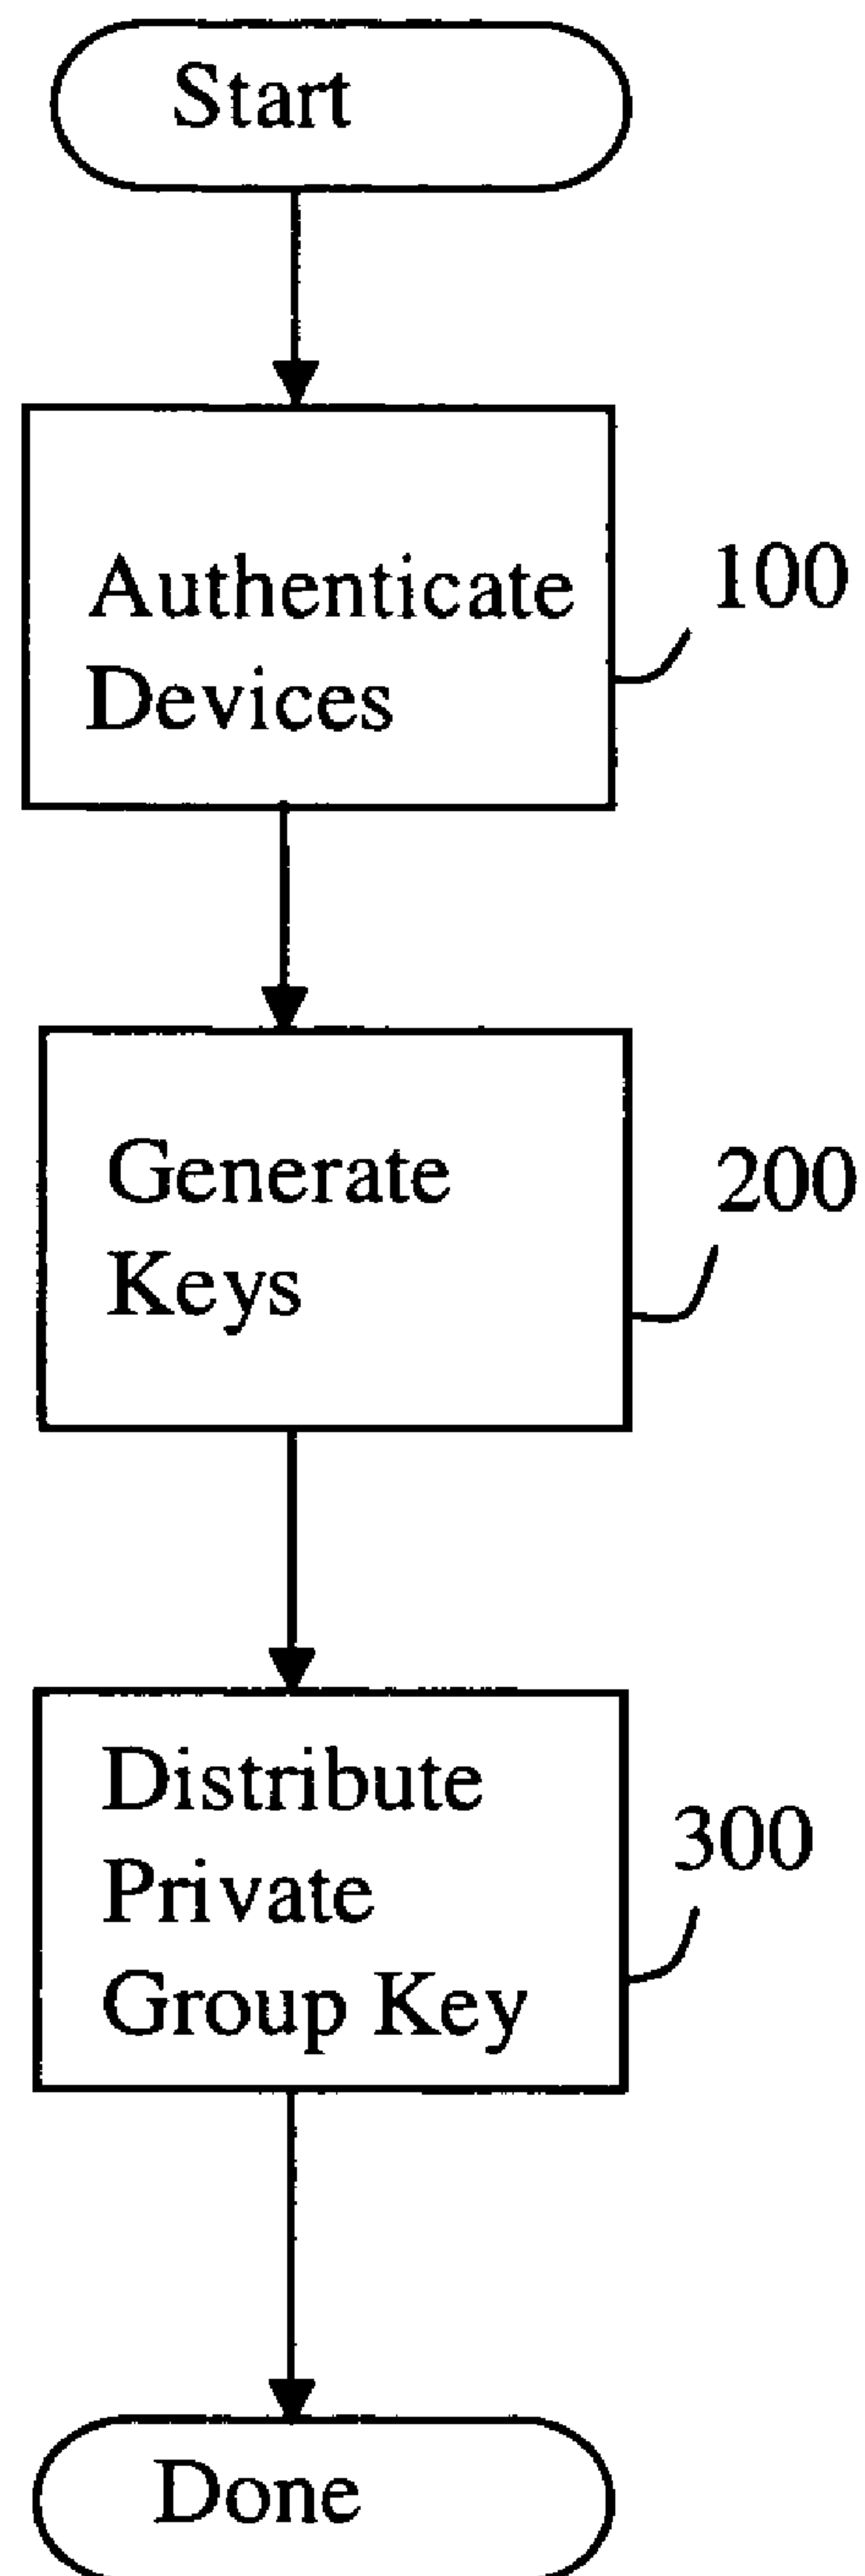 Start
Authenticate
Devices
100
Generate
Keys
200
Distribute
Private
Group Key
300
Done